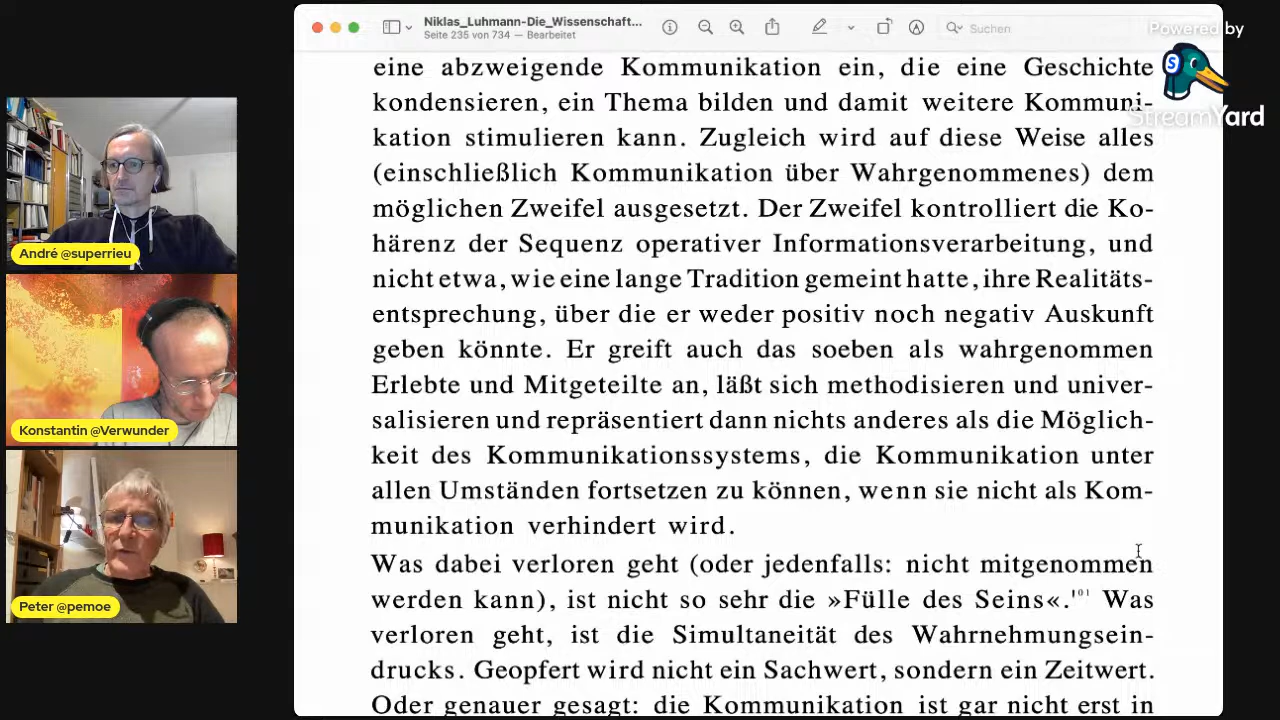 Niklas_Luhmann-Die_Wissenschaft...
Seite 235 von 734 – Bearbeitet
Suchen
Powered by
StreamYard
eine abzweigende Kommunikation ein, die eine Geschichte
kondensieren, ein Thema bilden und damit weitere Kommuni-
kation stimulieren kann. Zugleich wird auf diese Weise alles
(einschließlich Kommunikation über Wahrgenommenes) dem
möglichen Zweifel ausgesetzt. Der Zweifel kontrolliert die Ko-
härenz der Sequenz operativer Informationsverarbeitung, und
nicht etwa, wie eine lange Tradition gemeint hatte, ihre Realitäts-
entsprechung, über die er weder positiv noch negativ Auskunft
geben könnte. Er greift auch das soeben als wahrgenommen
Erlebte und Mitgeteilte an, läßt sich methodisieren und univer-
salisieren und repräsentiert dann nichts anderes als die Möglich-
keit des Kommunikationssystems, die Kommunikation unter
allen Umständen fortsetzen zu können, wenn sie nicht als Kom-
munikation verhindert wird.
Was dabei verloren geht (oder jedenfalls: nicht mitgenommen
werden kann), ist nicht so sehr die »Fülle des Seins«.¹⁰¹ Was
verloren geht, ist die Simultaneität des Wahrnehmungsein-
drucks. Geopfert wird nicht ein Sachwert, sondern ein Zeitwert.
Oder genauer gesagt: die Kommunikation ist gar nicht erst in
André @superrieu
Konstantin @Verwunder
Peter @pemoe